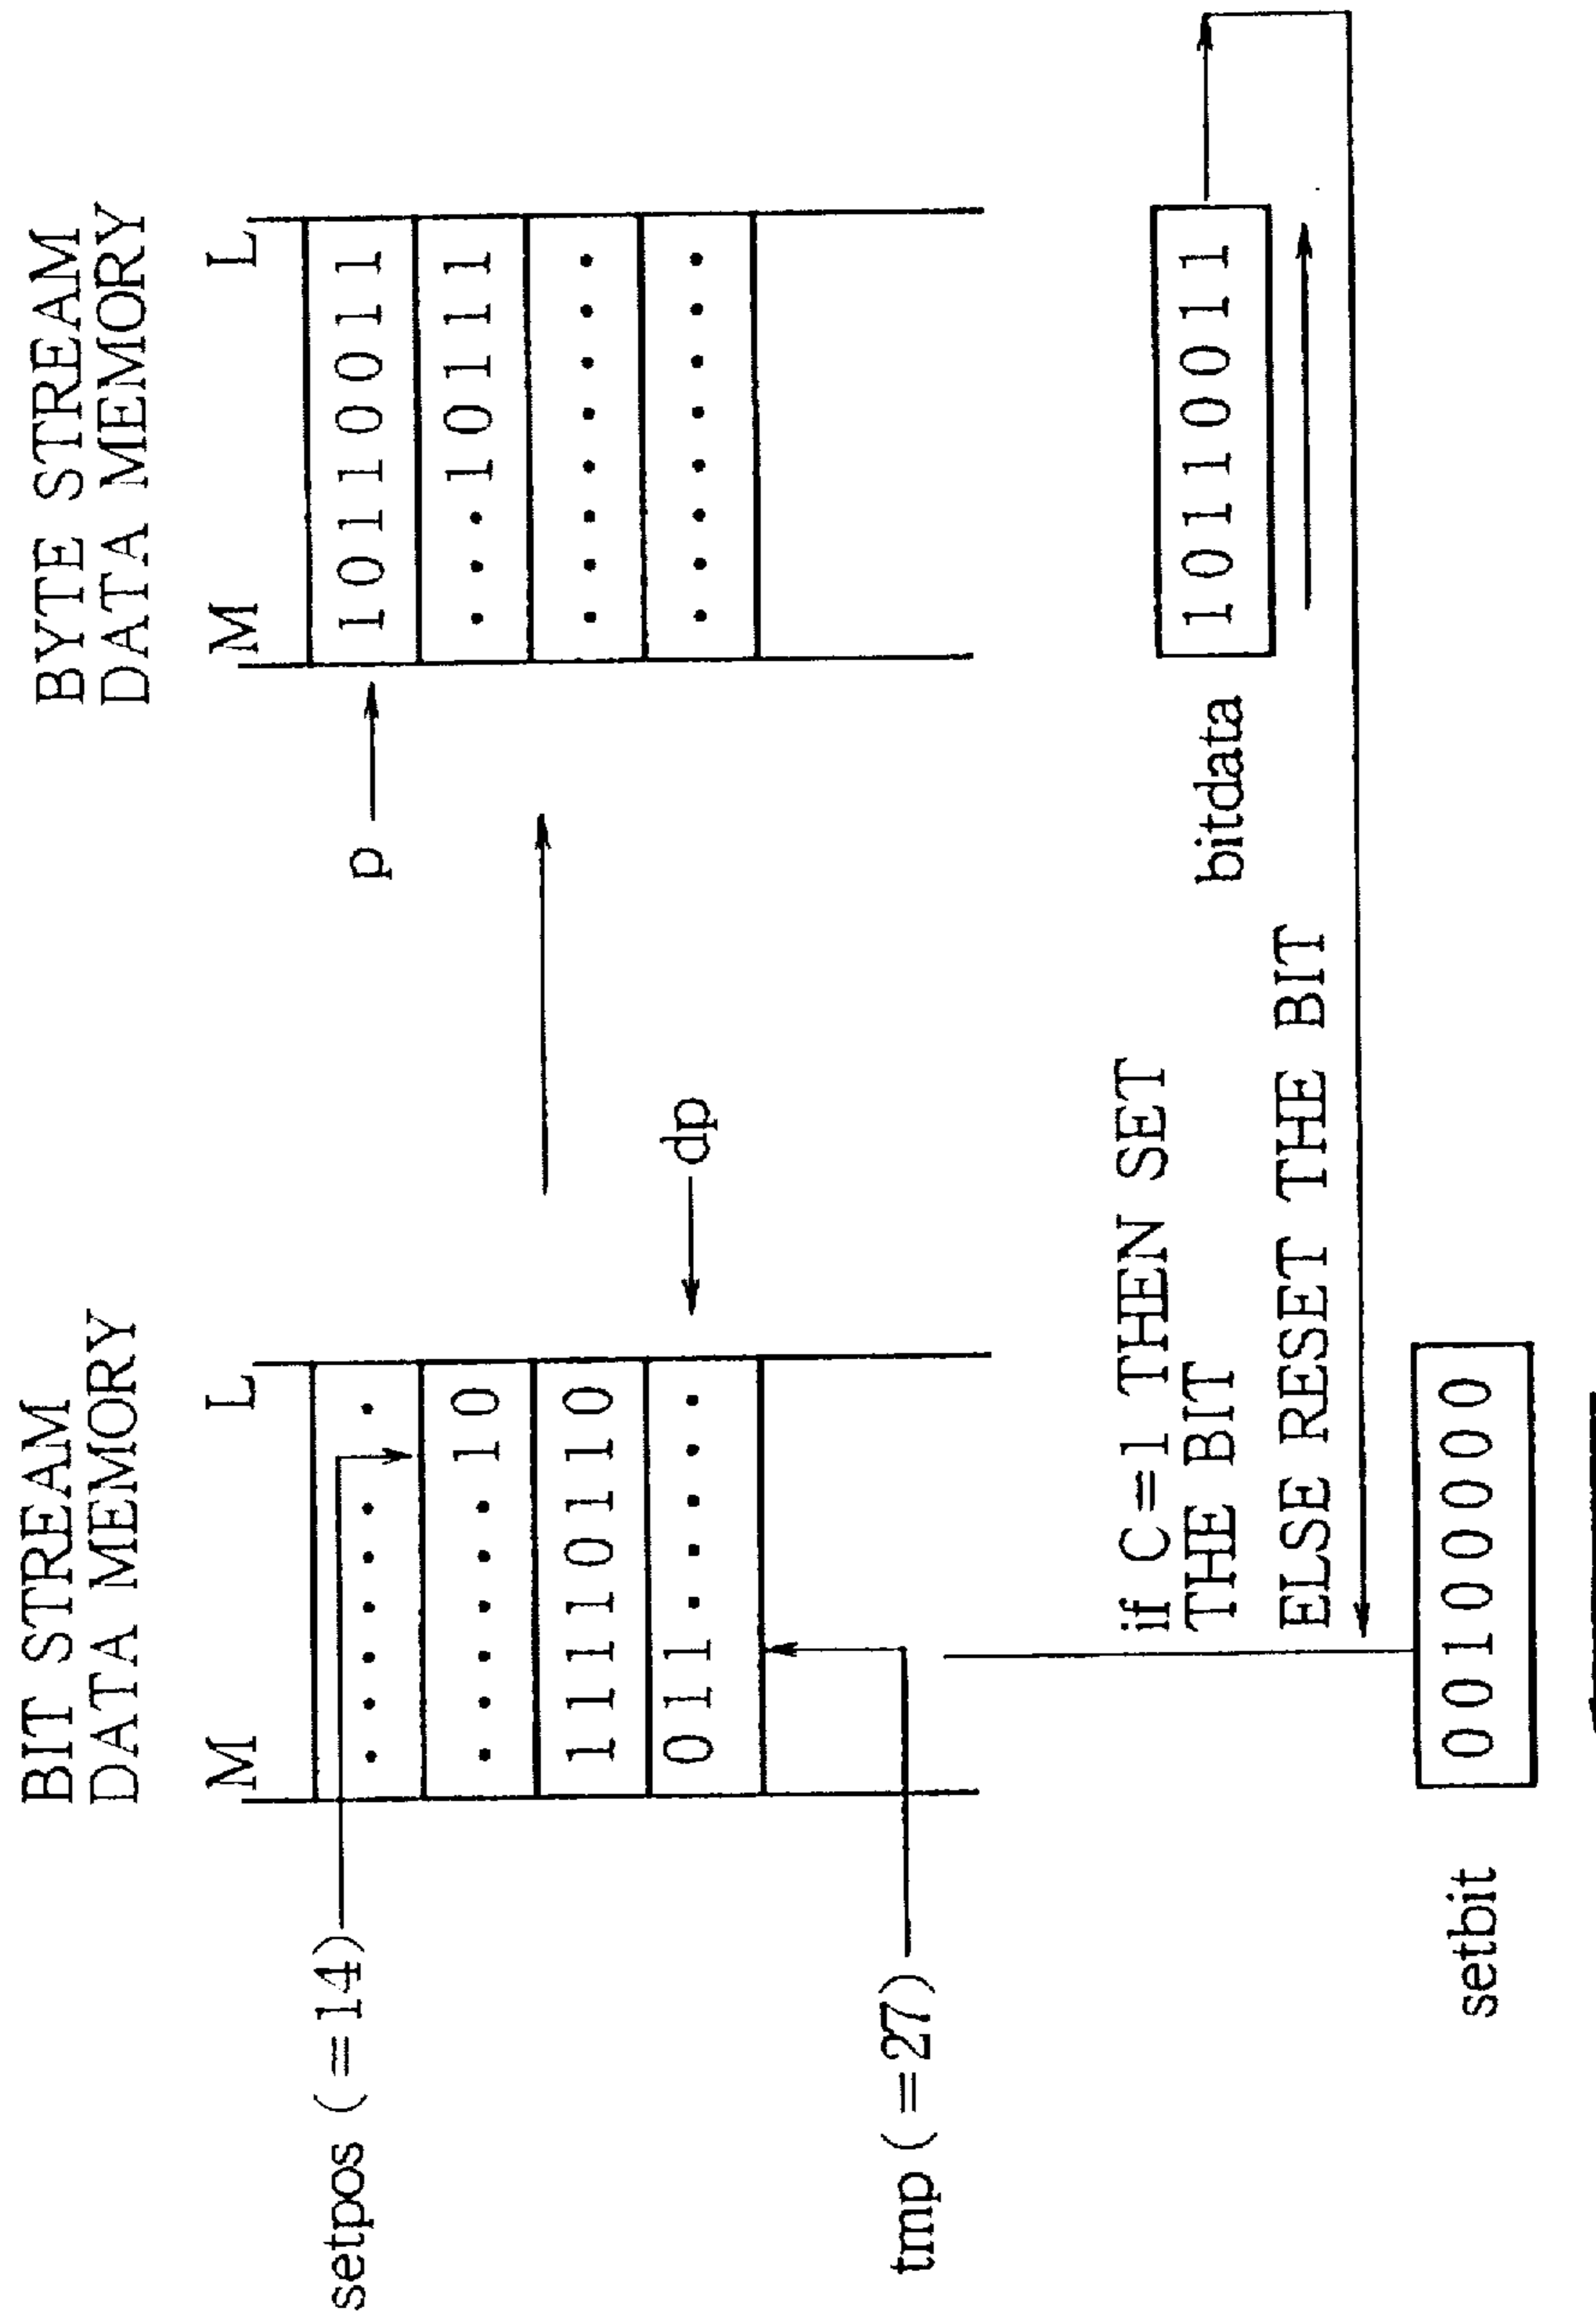 BIT STREAM
DATA MEMORY
M L
setpos (=14)
. . . . . . . .
. . . . . . 1 0
1 1 1 1 0 1 1 0
0 1 1 . . . . .
dp
tmp (=27)
BYTE STREAM
DATA MEMORY
M L
p
1 0 1 1 0 0 1 1
. . . 1 0 1 1 1
. . . . . . . .
. . . . . . . .
if C=1 THEN SET
THE BIT
ELSE RESET THE BIT
bitdata
1 0 1 1 0 0 1 1
setbit
0 0 1 0 0 0 0 0